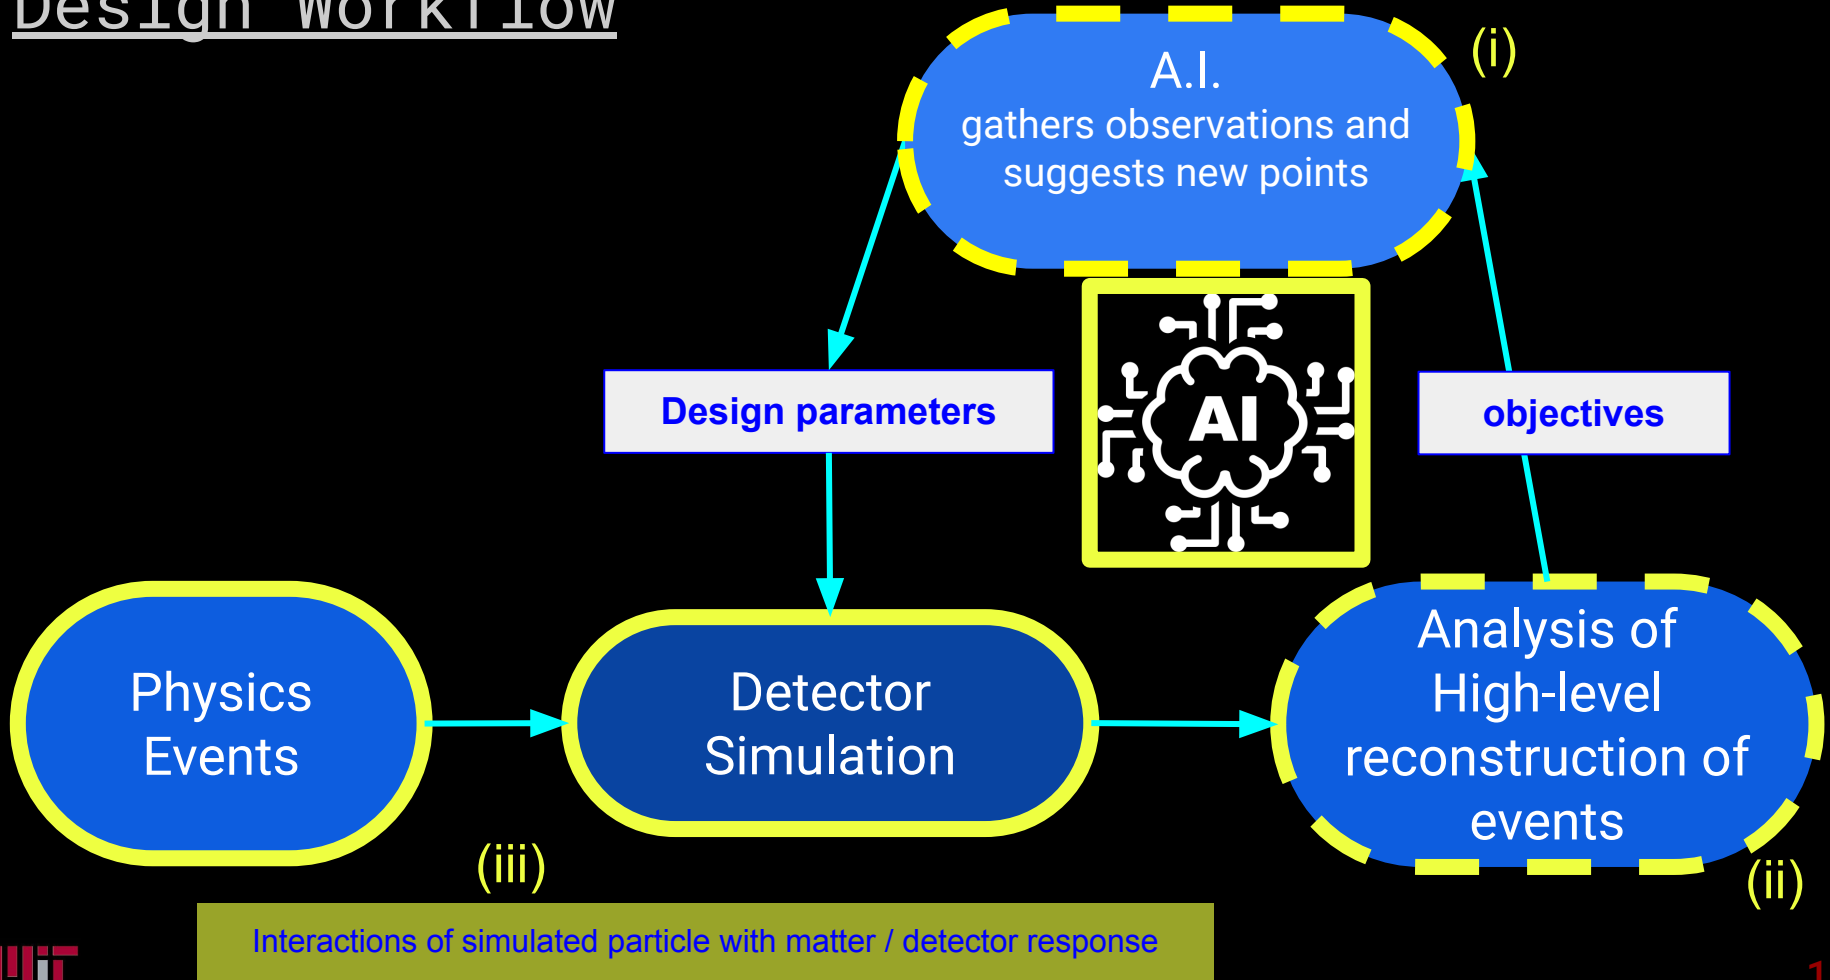 Design Workflow
(i)
A.I.
gathers observations and
suggests new points
Design parameters
AI
objectives
Physics
Events
Detector
Simulation
Analysis of
High-level
reconstruction of
events
(iii)
(ii)
Interactions of simulated particle with matter / detector response